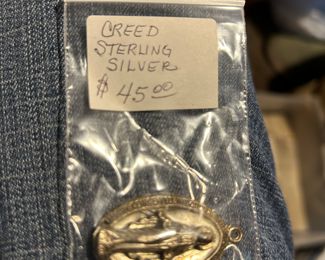 CREED
STERLING
SILVER
$ 45.00